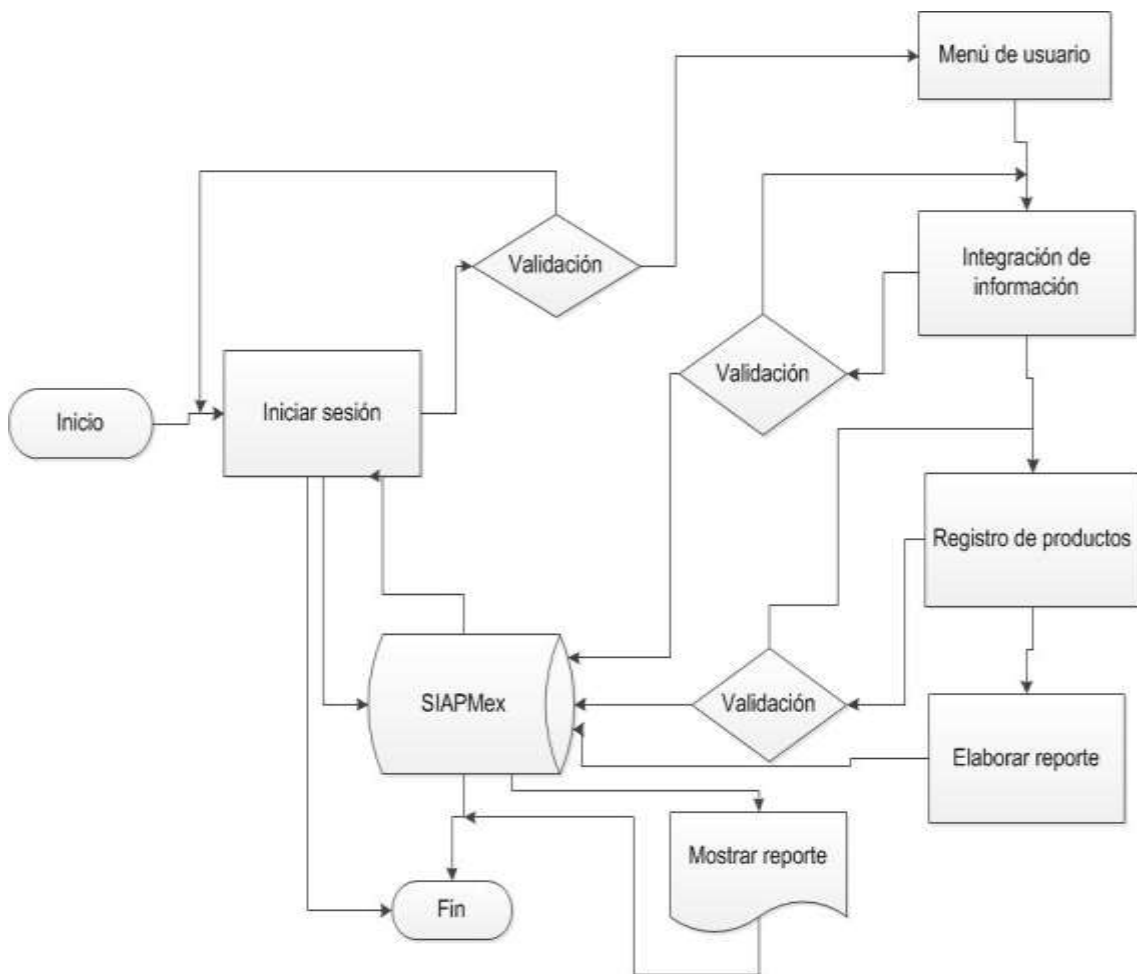 Menú de usuario
Validación
Integración de
información
Validación
Iniciar sesión
Inicio
Registro de productos
SIAPMex
Validación
Elaborar reporte
Mostrar reporte
Fin